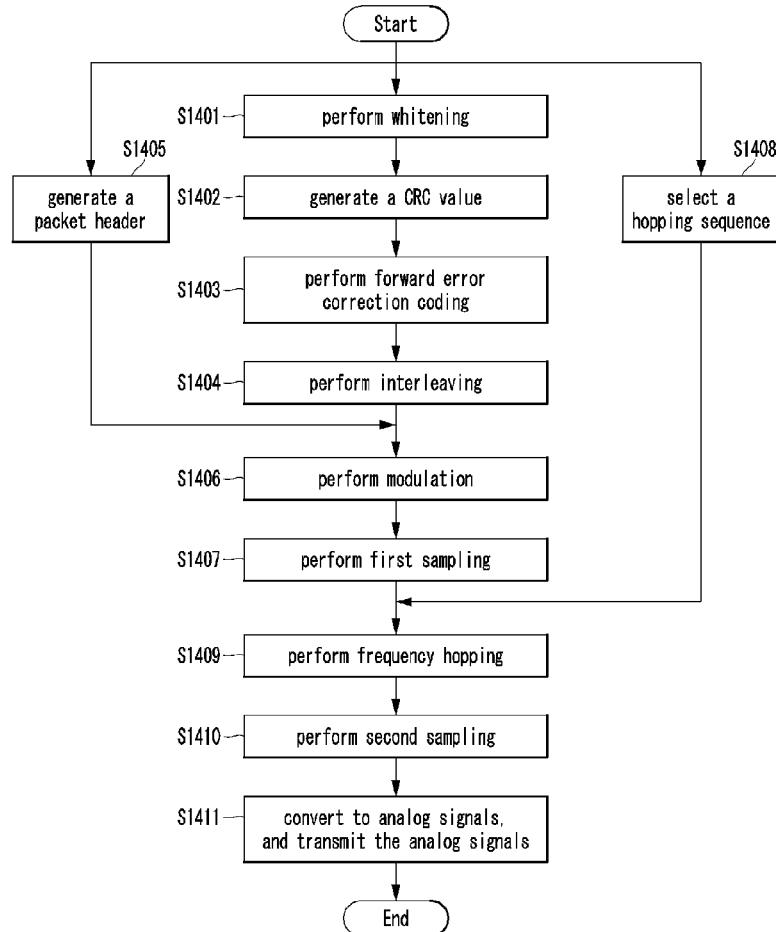 Start
S1401
perform whitening
S1405
generate a
packet header
S1408
select a
hopping sequence
S1402
generate a CRC value
S1403
perform forward error
correction coding
S1404
perform interleaving
S1406
perform modulation
S1407
perform first sampling
S1409
perform frequency hopping
S1410
perform second sampling
S1411
convert to analog signals,
and transmit the analog signals
End